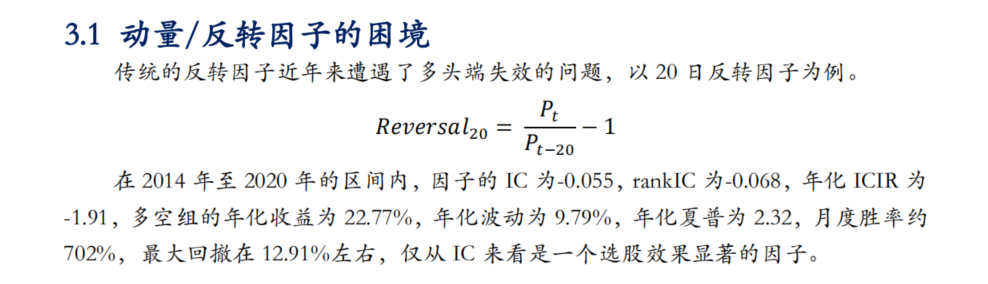 3.1 动量/反转因子的困境
传统的反转因子近年来遭遇了多头端失效的问题，以 20 日反转因子为例。
Reversal₂₀ = Pₜ / Pₜ₋₂₀ − 1
在 2014 年至 2020 年的区间内，因子的 IC 为-0.055，rankIC 为-0.068，年化 ICIR 为
-1.91，多空组的年化收益为 22.77%，年化波动为 9.79%，年化夏普为 2.32，月度胜率约
702%，最大回撤在 12.91%左右，仅从 IC 来看是一个选股效果显著的因子。